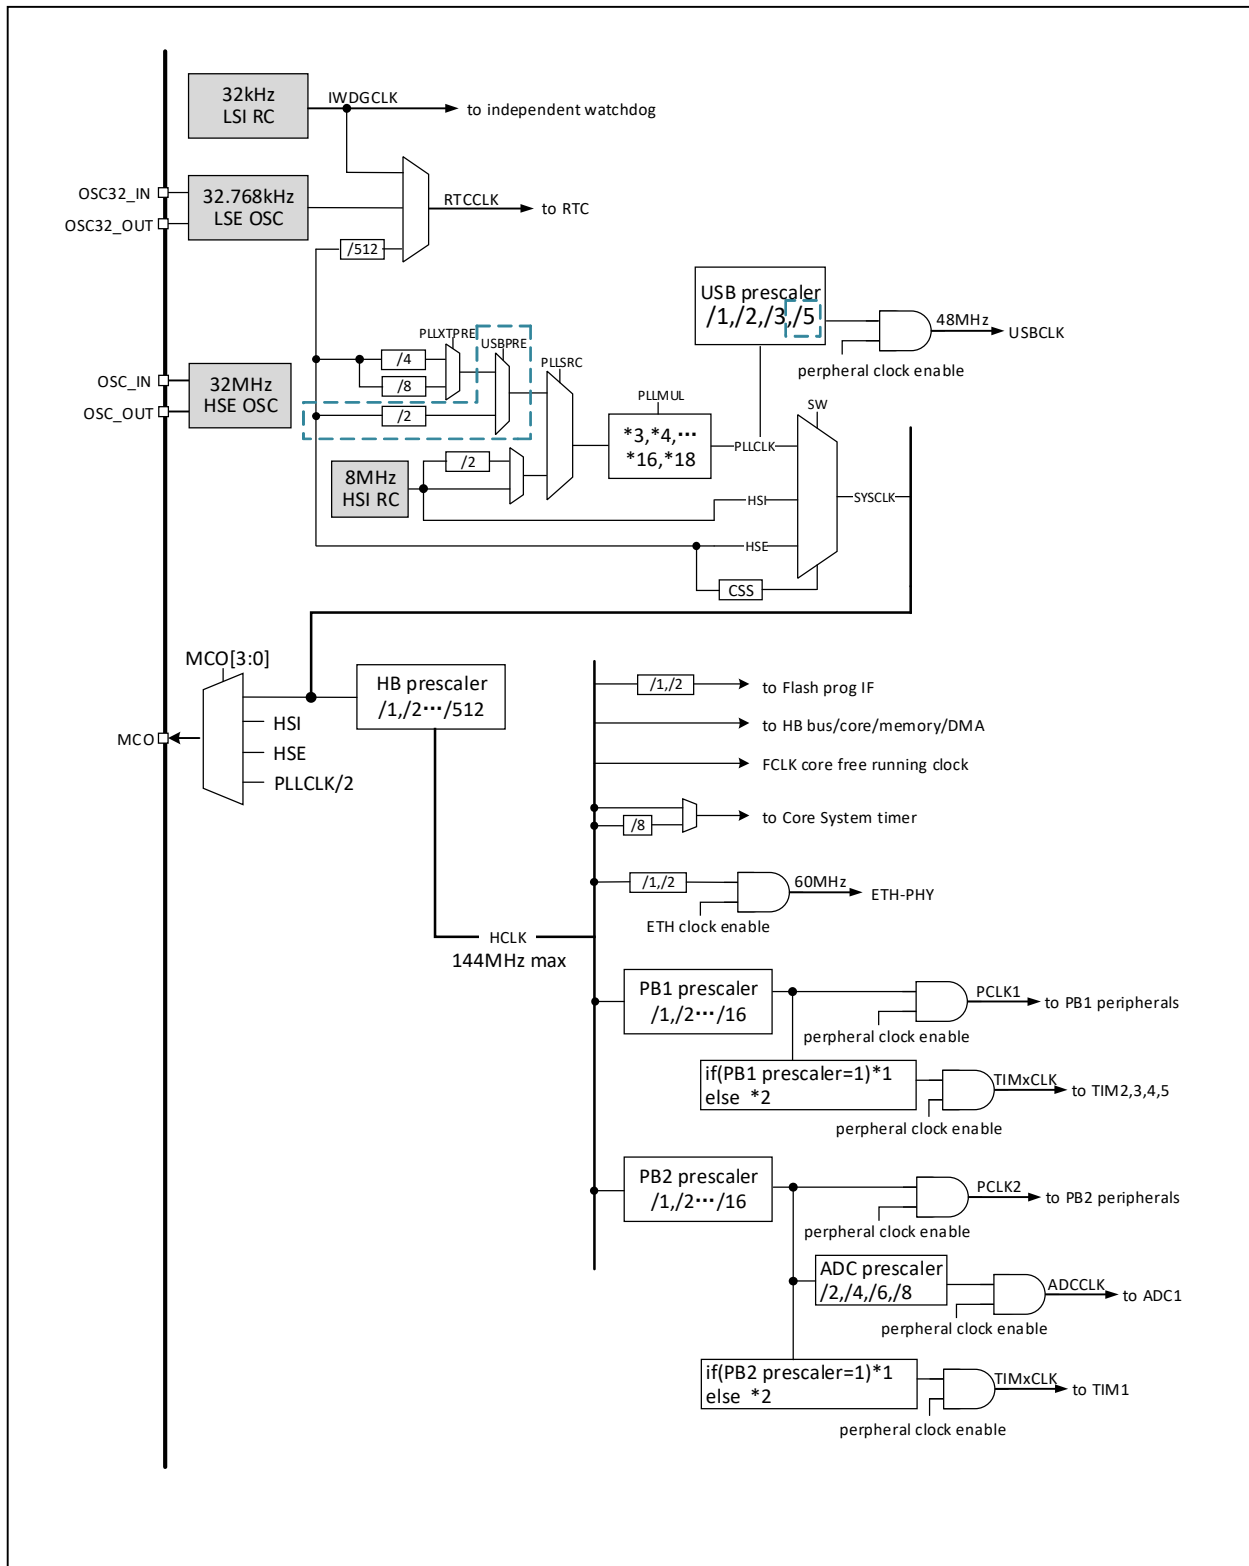 32kHz
LSI RC
IWDGCLK
to independent watchdog
OSC32_IN
OSC32_OUT
32.768kHz
LSE OSC
RTCCLK
to RTC
/512
USB prescaler
/1,/2,/3,/5
48MHz
USBCLK
perpheral clock enable
PLLXTPRE
USBPRE
PLLSRC
/4
/8
/2
OSC_IN
OSC_OUT
32MHz
HSE OSC
PLLMUL
*3,*4,···
*16,*18
PLLCLK
SW
/2
8MHz
HSI RC
HSI
SYSCLK
HSE
CSS
MCO[3:0]
HSI
HSE
PLLCLK/2
MCO
HB prescaler
/1,/2···/512
/1,/2
to Flash prog IF
to HB bus/core/memory/DMA
FCLK core free running clock
/8
to Core System timer
/1,/2
60MHz
ETH-PHY
ETH clock enable
HCLK
144MHz max
PB1 prescaler
/1,/2···/16
PCLK1
to PB1 peripherals
perpheral clock enable
if(PB1 prescaler=1)*1
else *2
TIMxCLK
to TIM2,3,4,5
perpheral clock enable
PB2 prescaler
/1,/2···/16
PCLK2
to PB2 peripherals
perpheral clock enable
ADC prescaler
/2,/4,/6,/8
ADCCLK
to ADC1
perpheral clock enable
if(PB2 prescaler=1)*1
else *2
TIMxCLK
to TIM1
perpheral clock enable